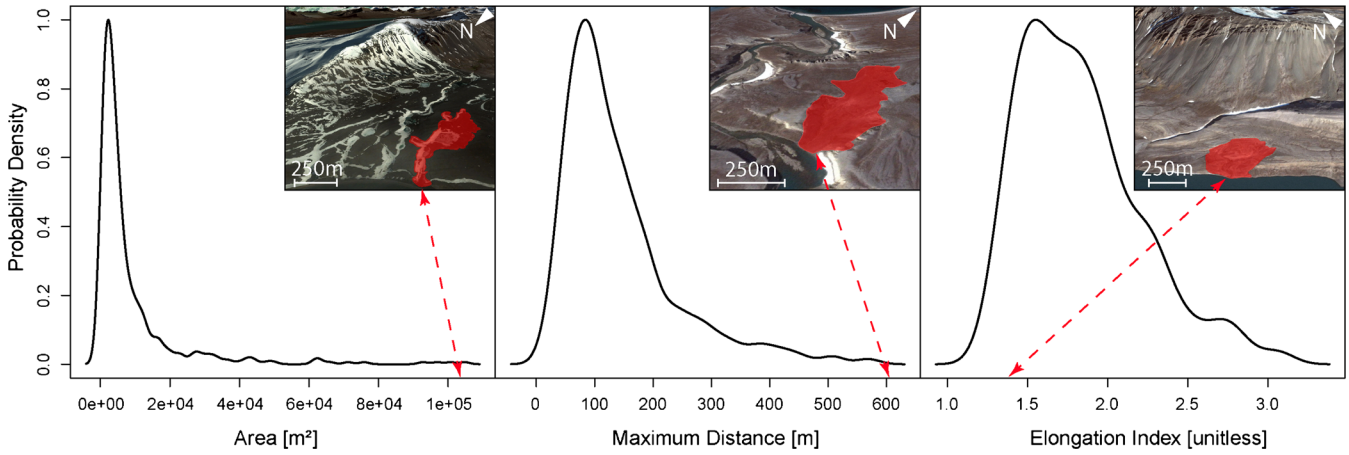 Probability Density
0.0
0.2
0.4
0.6
0.8
1.0
N
250m
0e+00 2e+04 4e+04 6e+04 8e+04 1e+05
Area [m²]
N
250m
0 100 200 300 400 500 600
Maximum Distance [m]
N
250m
1.0 1.5 2.0 2.5 3.0
Elongation Index [unitless]